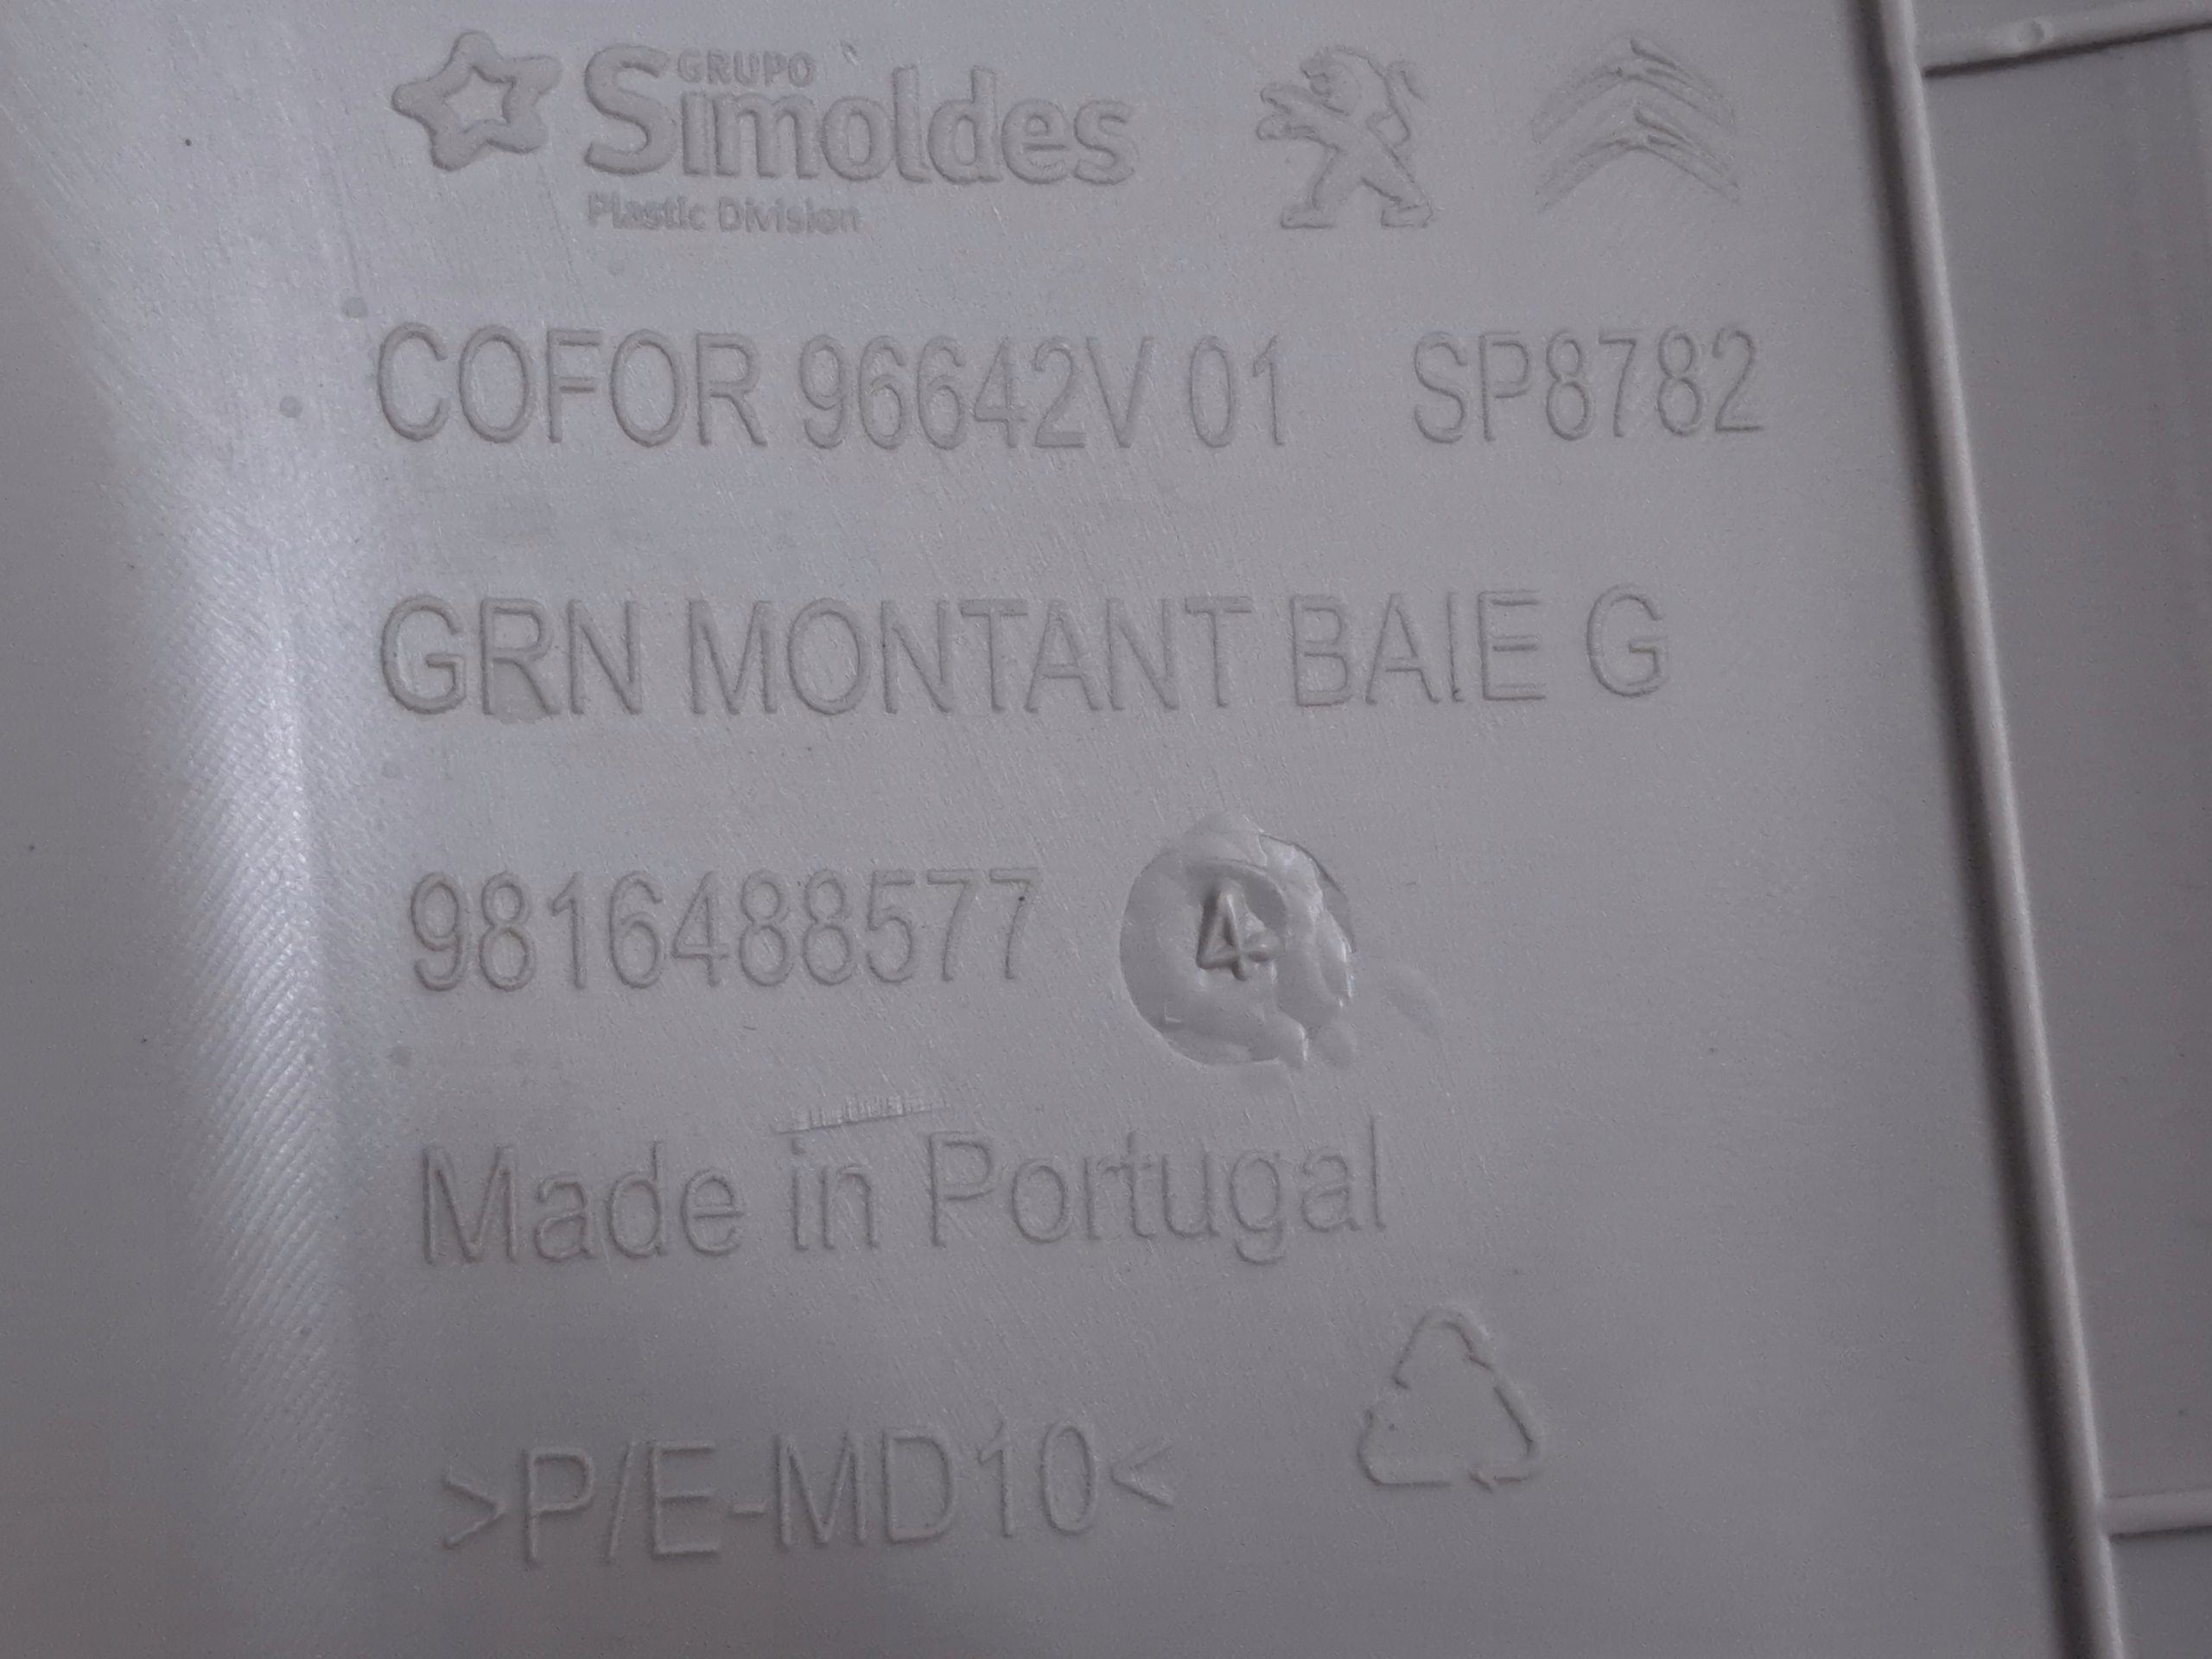 GRUPO
Simoldes
Plastic Division
COFOR 96642V 01 SP8782
GRN MONTANT BAIE G
9816488577 4
Made in Portugal
>P/E-MD10<